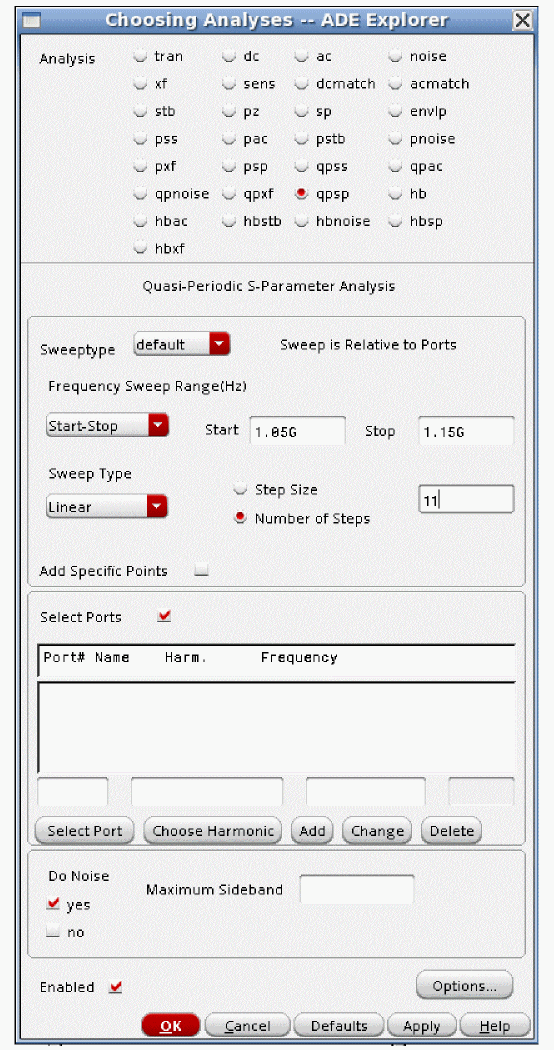 Choosing Analyses -- ADE Explorer
Analysis tran dc ac noise
xf sens dcmatch acmatch
stb pz sp envlp
pss pac pstb pnoise
pxf psp qpss qpac
qpnoise qpxf qpsp hb
hbac hbstb hbnoise hbsp
hbxf
Quasi-Periodic S-Parameter Analysis
Sweeptype default Sweep is Relative to Ports
Frequency Sweep Range(Hz)
Start-Stop Start 1.05G Stop 1.15G
Sweep Type
Linear
Step Size
Number of Steps
11
Add Specific Points
Select Ports
Port# Name Harm. Frequency
Select Port Choose Harmonic Add Change Delete
Do Noise
Maximum Sideband
yes
no
Enabled Options...
OK Cancel Defaults Apply Help